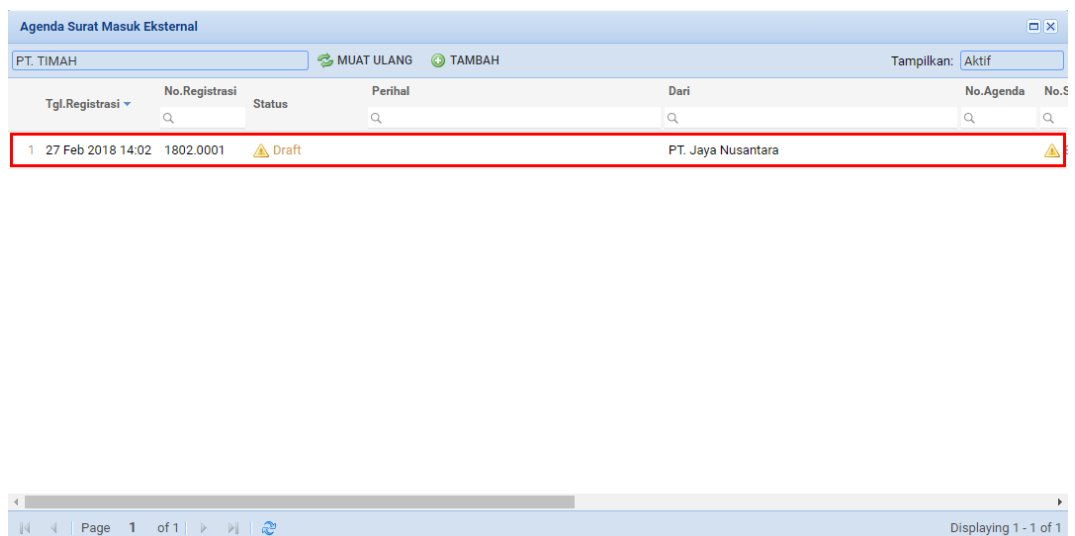 Agenda Surat Masuk Eksternal
PT. TIMAH MUAT ULANG TAMBAH Tampilkan: Aktif
Tgl.Registrasi No.Registrasi Status Perihal Dari No.Agenda No.S
1 27 Feb 2018 14:02 1802.0001 Draft PT. Jaya Nusantara
Page 1 of 1 Displaying 1 - 1 of 1